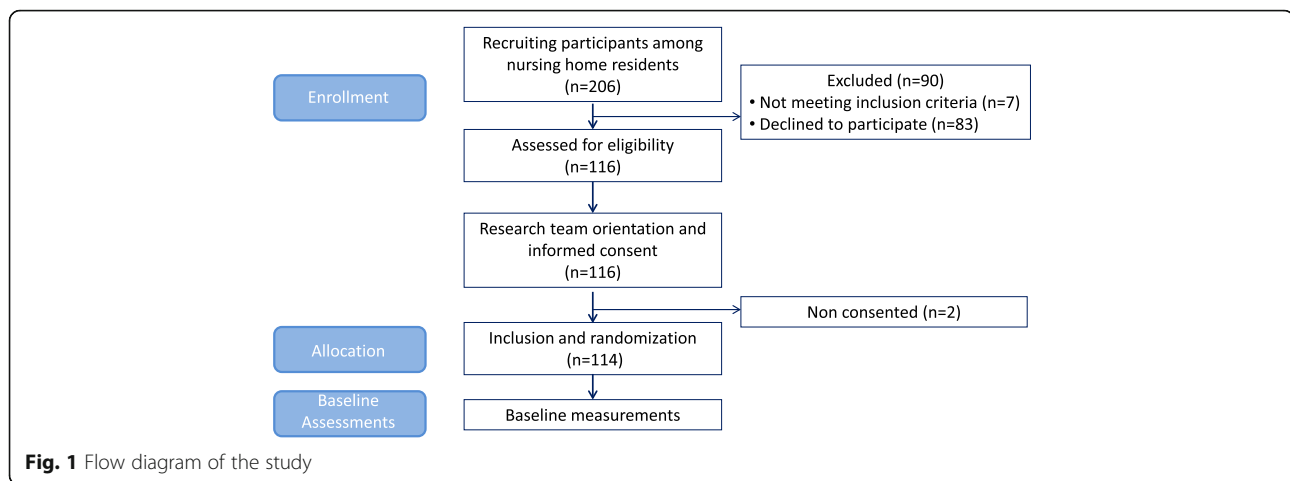 Recruiting participants among
nursing home residents
(n=206)
Enrollment
Excluded (n=90)
• Not meeting inclusion criteria (n=7)
• Declined to participate (n=83)
Assessed for eligibility
(n=116)
Research team orientation and
informed consent
(n=116)
Non consented (n=2)
Allocation
Inclusion and randomization
(n=114)
Baseline
Assessments
Baseline measurements
Fig. 1 Flow diagram of the study